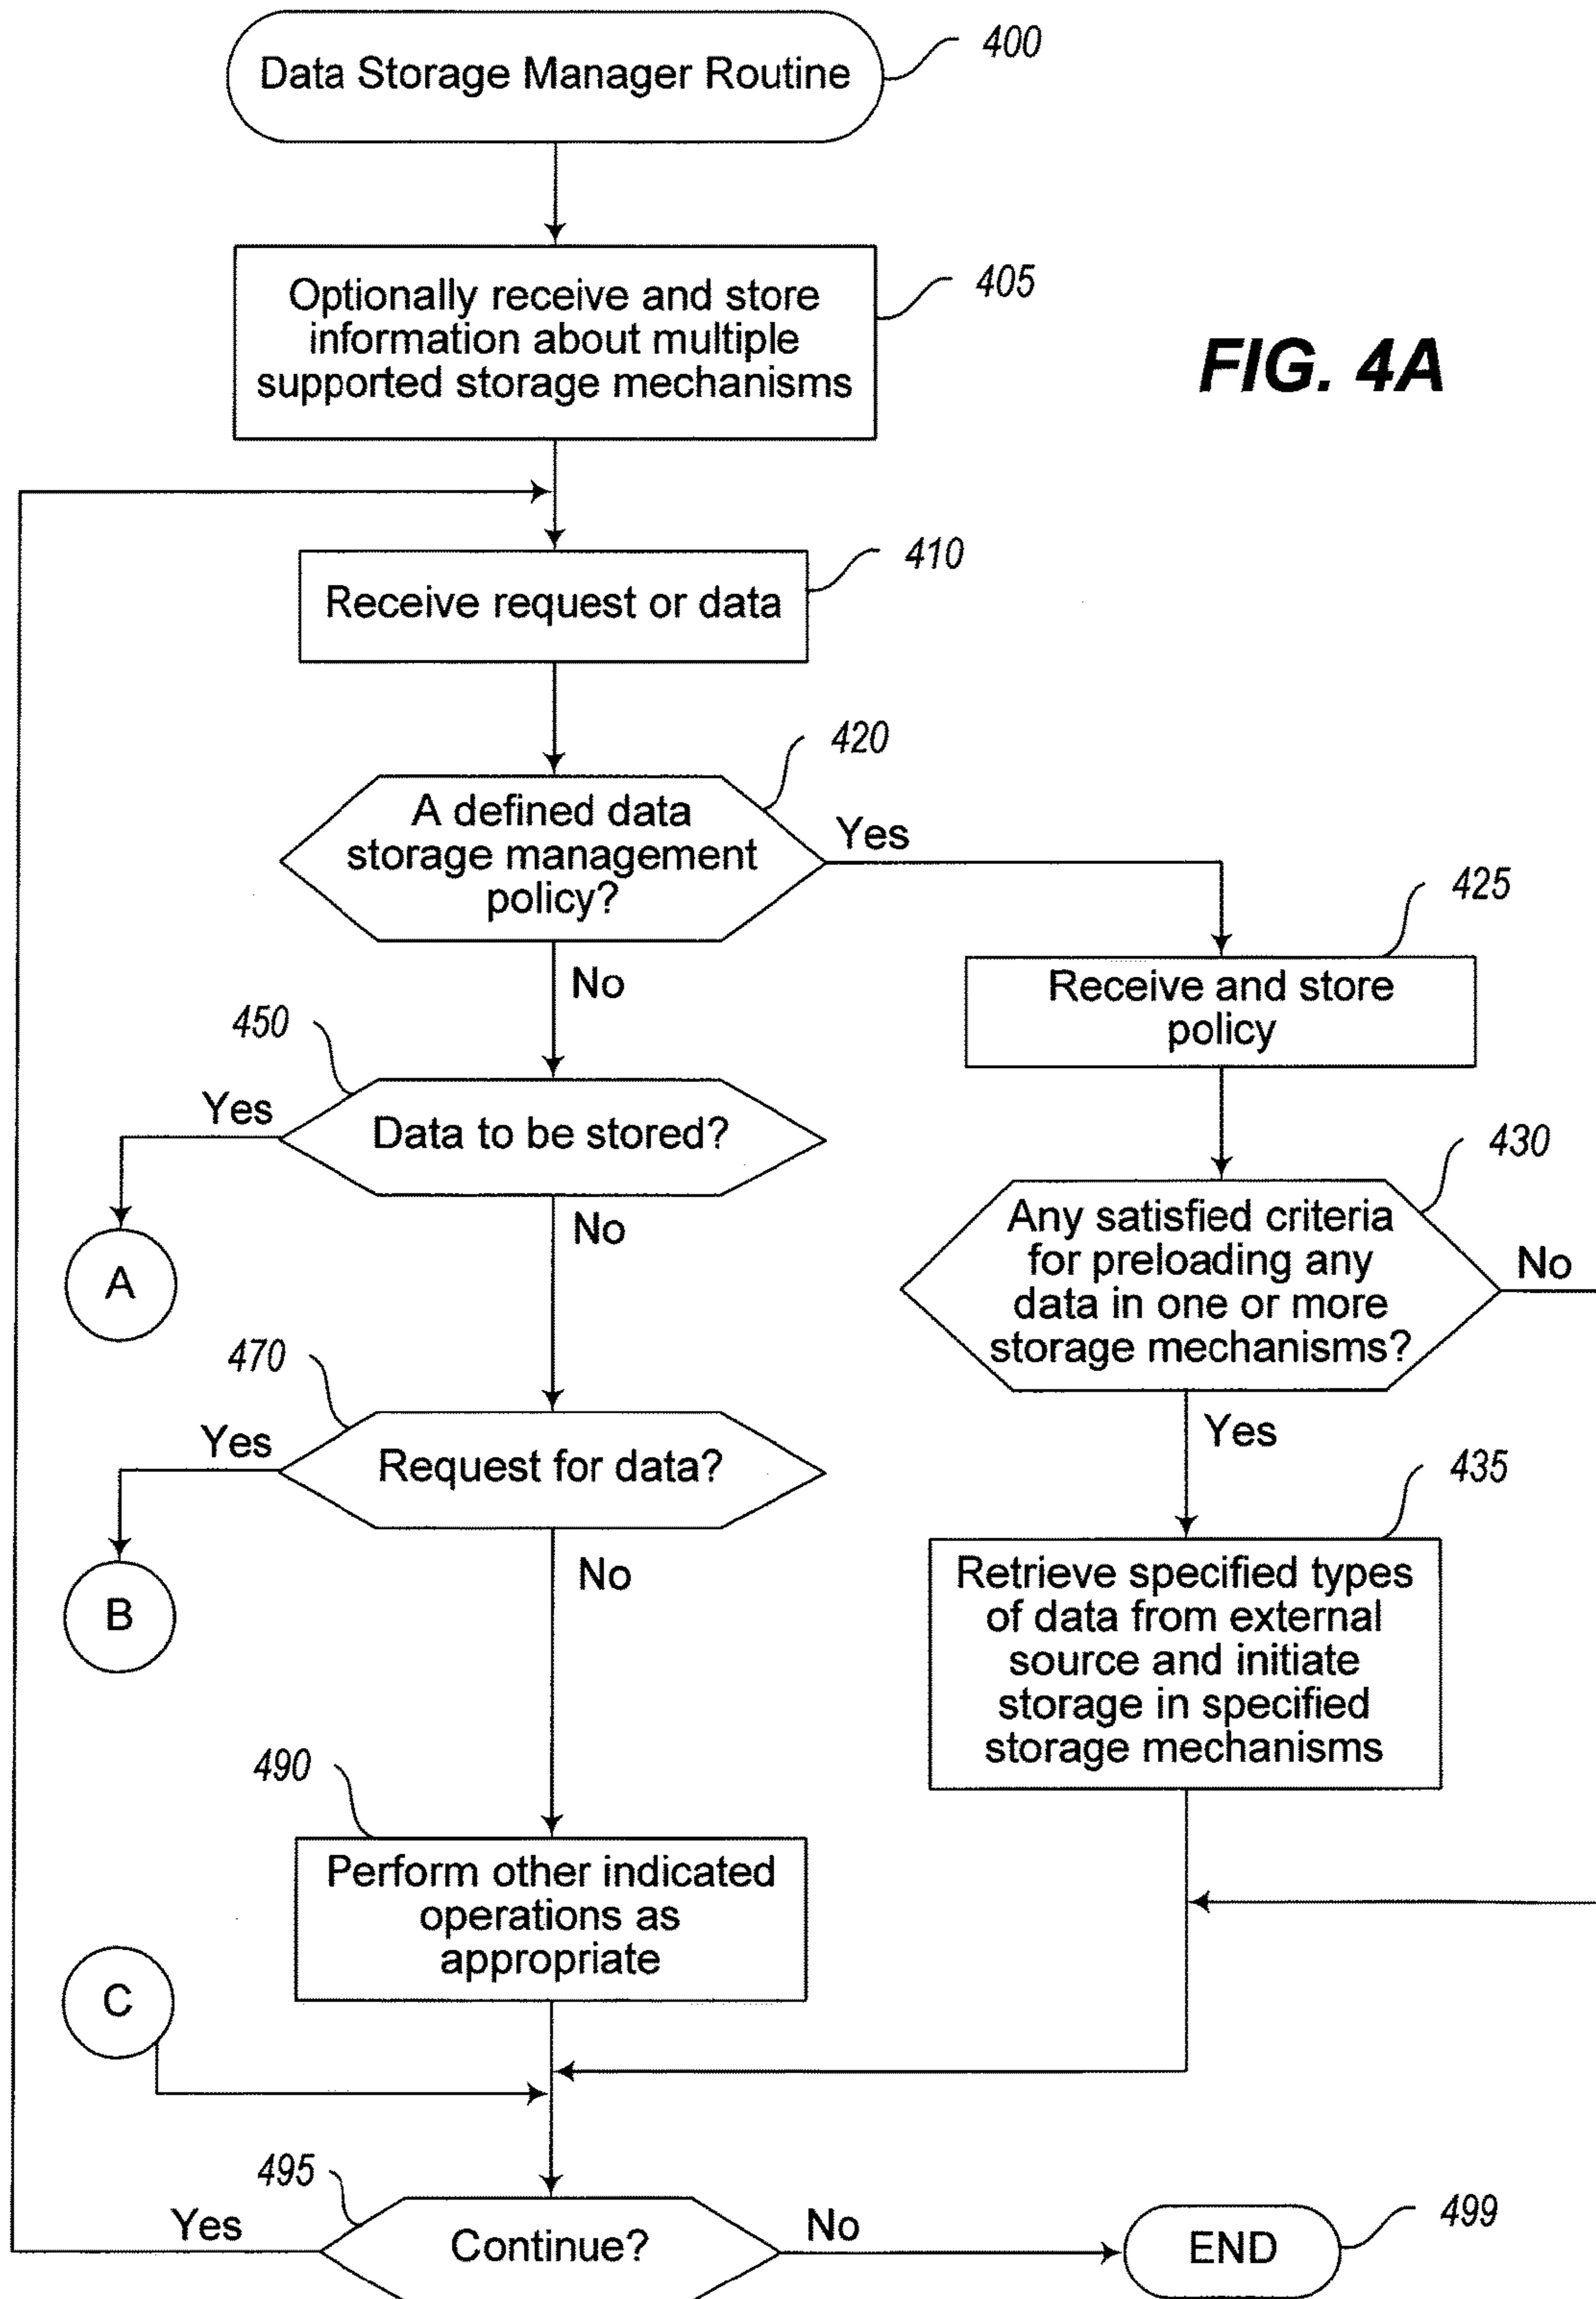 Data Storage Manager Routine
400
Optionally receive and store
information about multiple
supported storage mechanisms
405
FIG. 4A
Receive request or data
410
A defined data
storage management
policy?
420
Yes
No
Receive and store
policy
425
450
Yes
Data to be stored?
No
A
Any satisfied criteria
for preloading any
data in one or more
storage mechanisms?
430
No
Yes
470
Yes
Request for data?
No
B
Retrieve specified types
of data from external
source and initiate
storage in specified
storage mechanisms
435
490
Perform other indicated
operations as
appropriate
C
495
Yes
Continue?
No
END
499